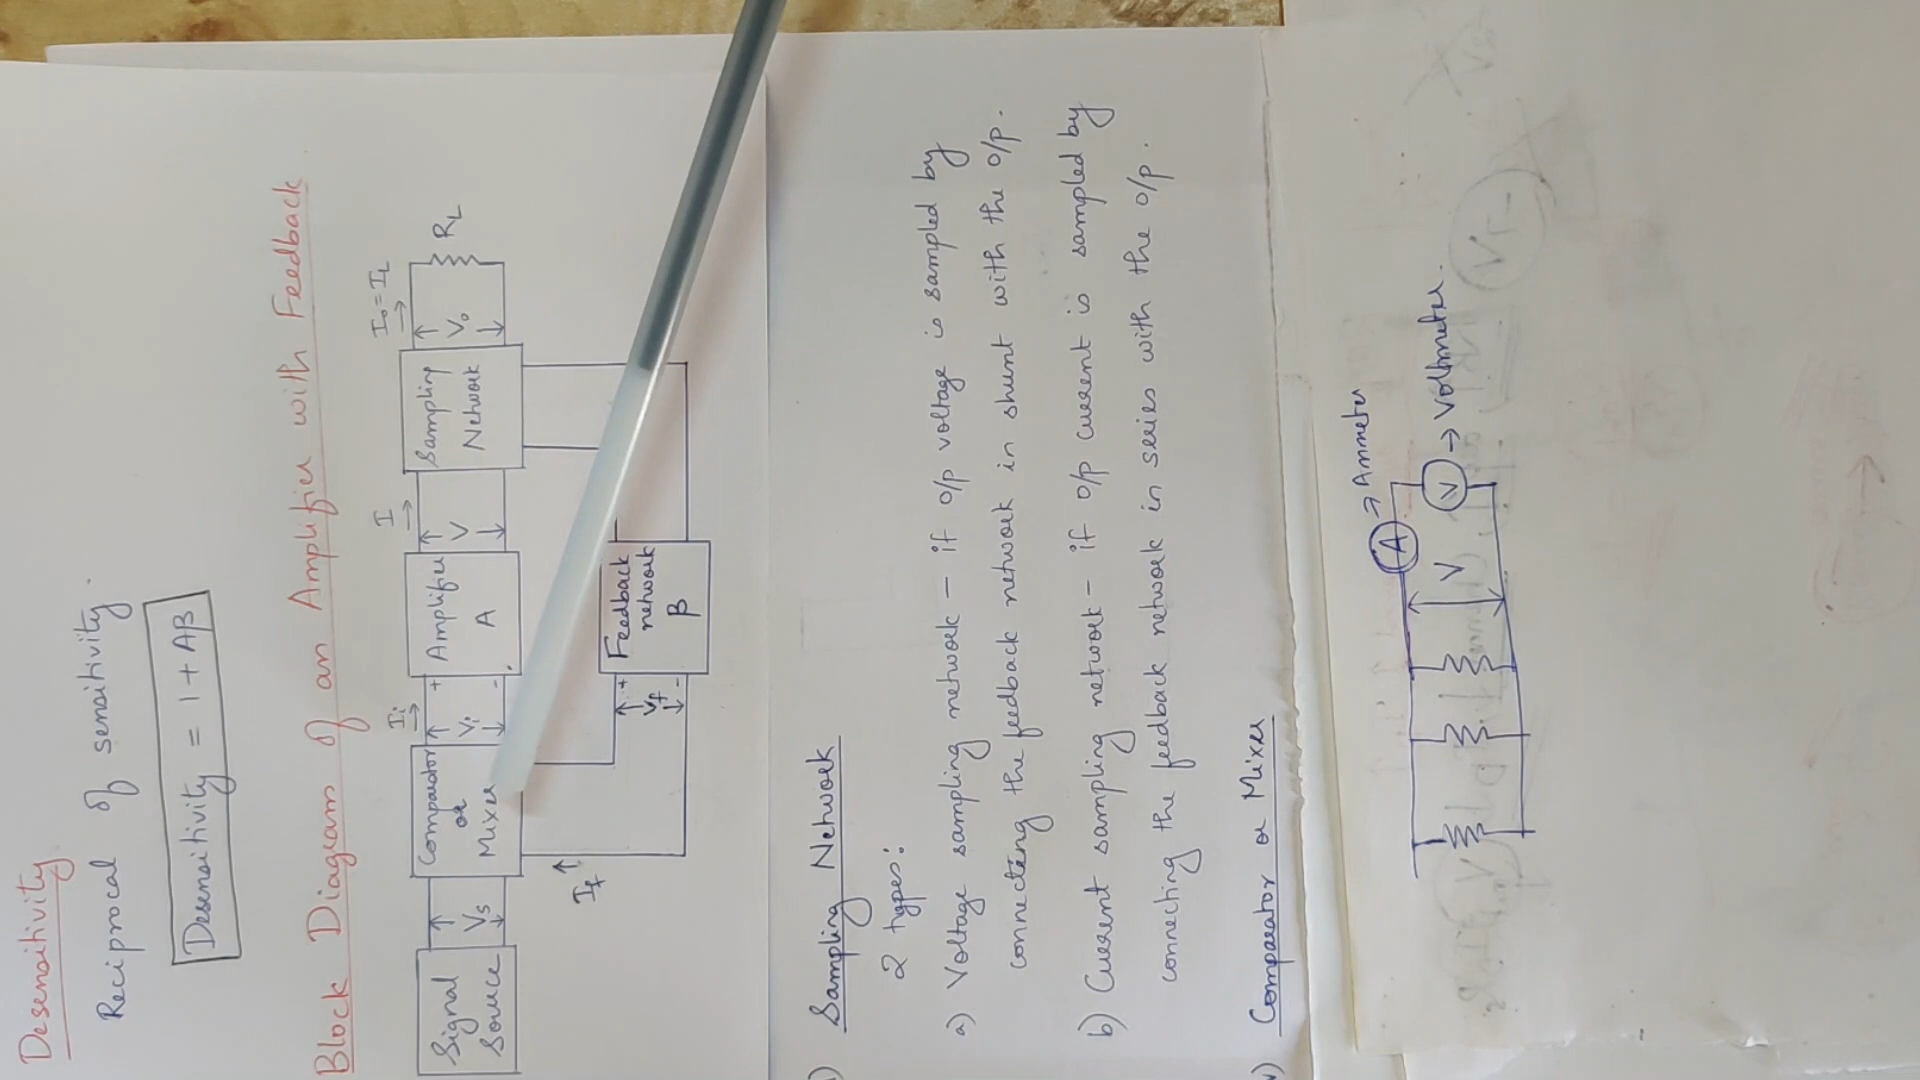 Desensitivity
Reciprocal of sensitivity.
Desensitivity = 1 + Aβ
Block Diagram of an Amplifier with Feedback
Signal
Source
Vs
Comparator
or
Mixer
Ii
+
Vi
-
Amplifier
A
I
V
Sampling
Network
Io = IL
Vo
RL
If
+
Vf
-
Feedback
network
β
) Sampling Network
2 types:
a) Voltage sampling network - if o/p voltage is sampled by
connecting the feedback network in shunt with the o/p.
b) Current sampling network - if o/p current is sampled by
connecting the feedback network in series with the o/p.
v) Comparator or Mixer
A → Ammeter
V
V → Voltmeter.